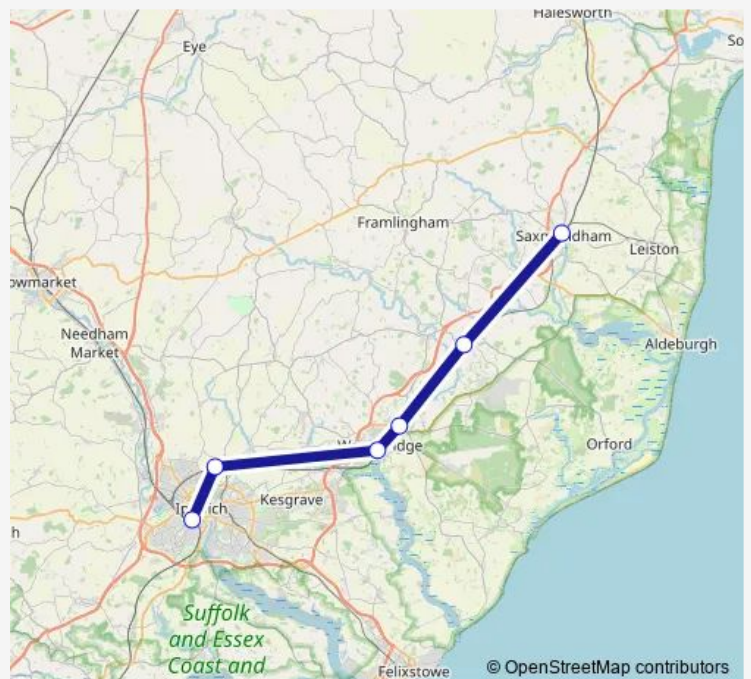 Halesworth
Eye
So
Framlingham
Leiston
owmarket
Needham
Market
Aldeburgh
Orford
Kesgrave
h
Suffolk
and Essex
Coast and
Felixstowe
© OpenStreetMap contributors